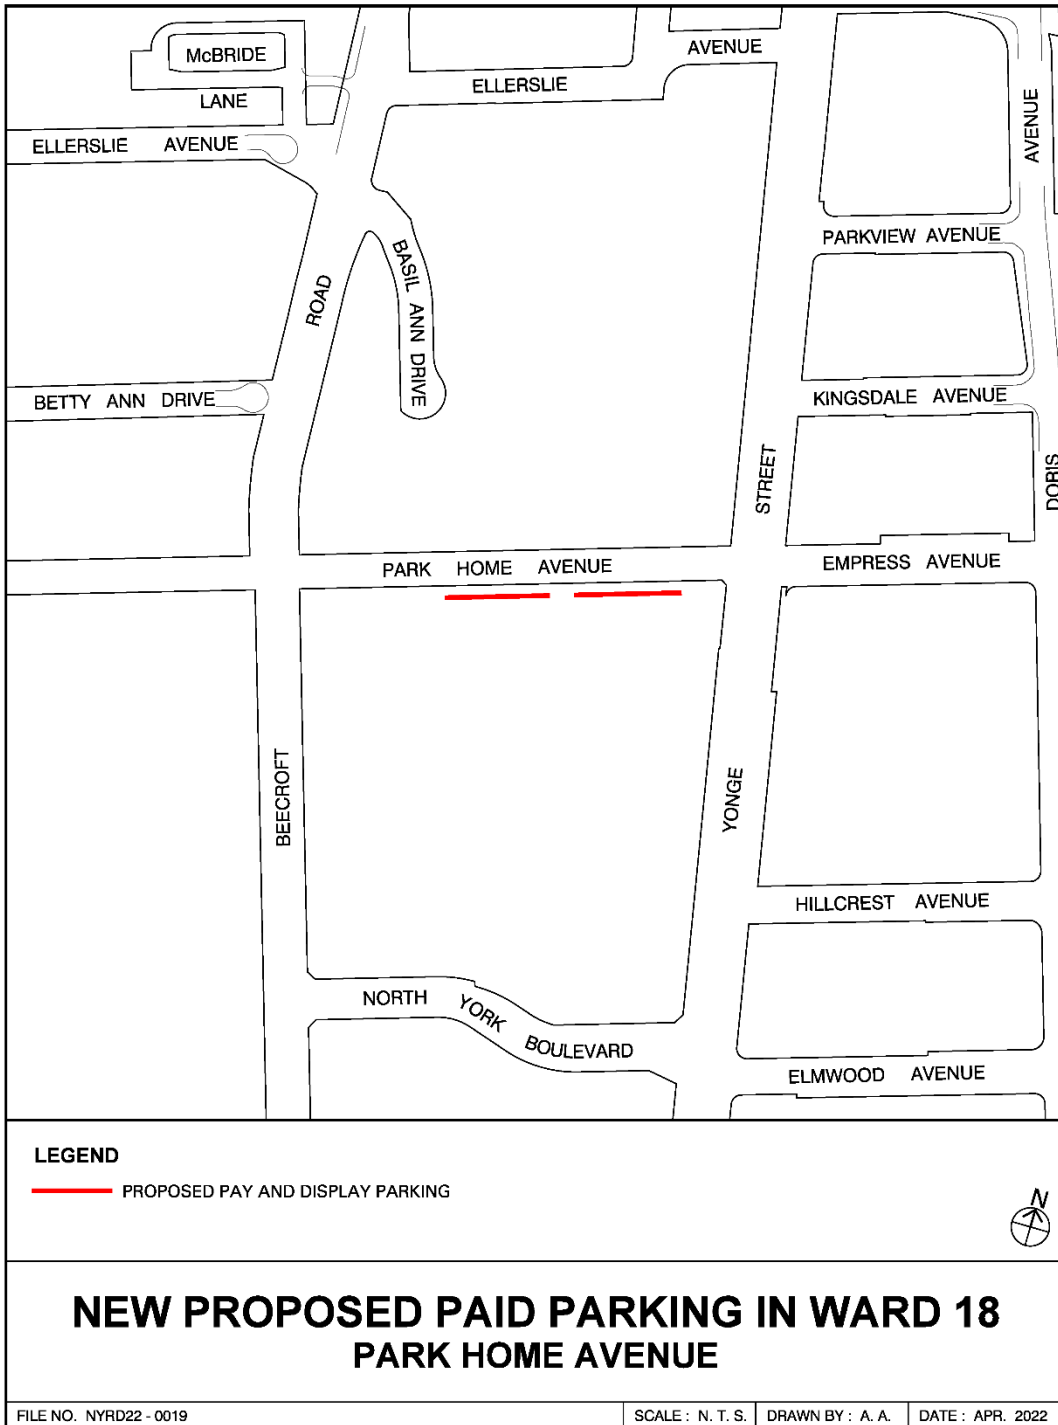 McBRIDE
LANE
ELLERSLIE AVENUE
ELLERSLIE
AVENUE
AVENUE
PARKVIEW AVENUE
BASIL ANN DRIVE
ROAD
BETTY ANN DRIVE
KINGSDALE AVENUE
STREET
DORIS
PARK HOME AVENUE
EMPRESS AVENUE
BEECROFT
YONGE
HILLCREST AVENUE
NORTH YORK BOULEVARD
ELMWOOD AVENUE
LEGEND
PROPOSED PAY AND DISPLAY PARKING
N
NEW PROPOSED PAID PARKING IN WARD 18
PARK HOME AVENUE
FILE NO. NYRD22 - 0019
SCALE : N. T. S.
DRAWN BY : A. A.
DATE : APR. 2022